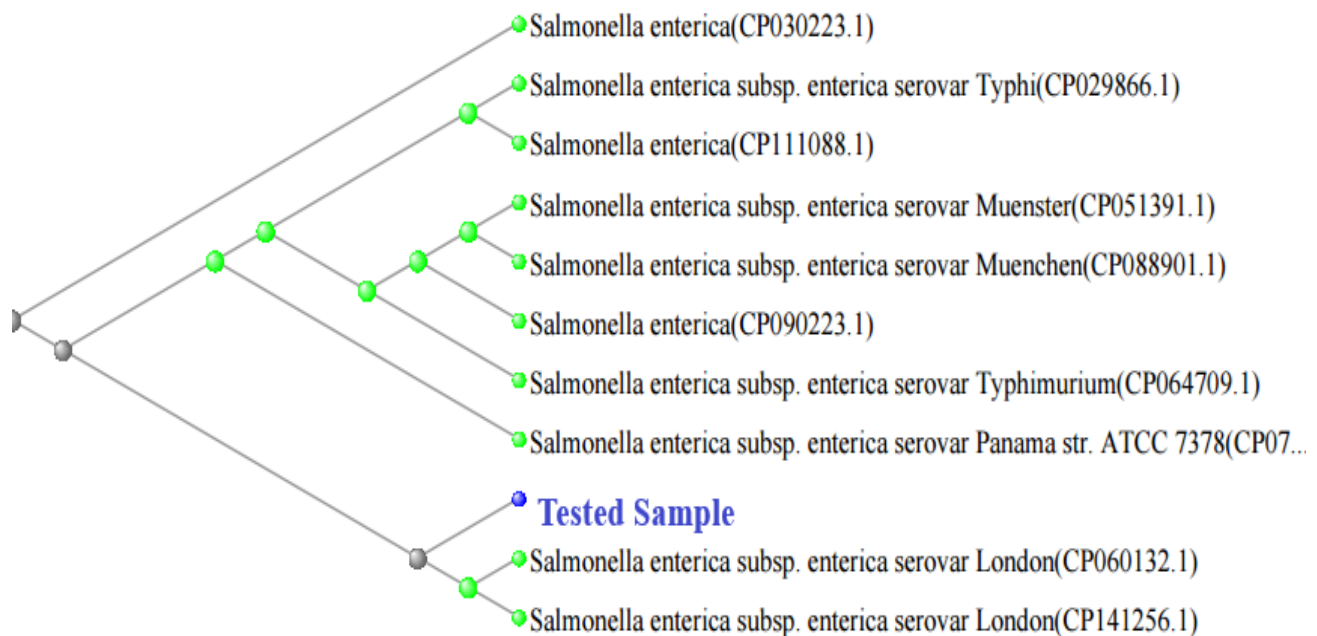 Salmonella enterica(CP030223.1)
Salmonella enterica subsp. enterica serovar Typhi(CP029866.1)
Salmonella enterica(CP111088.1)
Salmonella enterica subsp. enterica serovar Muenster(CP051391.1)
Salmonella enterica subsp. enterica serovar Muenchen(CP088901.1)
Salmonella enterica(CP090223.1)
Salmonella enterica subsp. enterica serovar Typhimurium(CP064709.1)
Salmonella enterica subsp. enterica serovar Panama str. ATCC 7378(CP07...
Tested Sample
Salmonella enterica subsp. enterica serovar London(CP060132.1)
Salmonella enterica subsp. enterica serovar London(CP141256.1)